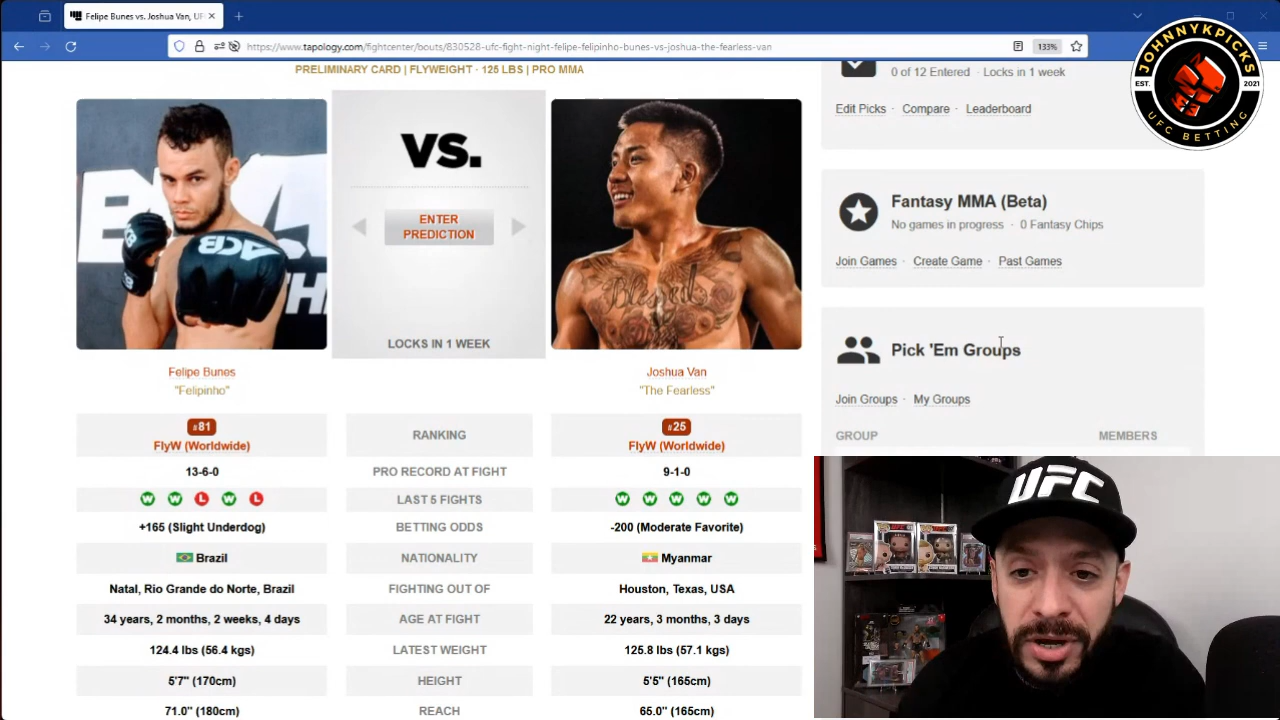 Felipe Bunes vs. Joshua Van, UF
https://www.tapology.com/fightcenter/bouts/830528-ufc-fight-night-felipe-felipinho-bunes-vs-joshua-the-fearless-van
133%
JOHNNYKPICKS
EST. 2021
UFC BETTING
PRELIMINARY CARD | FLYWEIGHT · 125 LBS | PRO MMA
0 of 12 Entered · Locks in 1 week
Edit Picks · Compare · Leaderboard
VS.
ENTER
PREDICTION
LOCKS IN 1 WEEK
ACB
Blessed
Fantasy MMA (Beta)
No games in progress · 0 Fantasy Chips
Join Games · Create Game · Past Games
Pick 'Em Groups
Join Groups · My Groups
GROUP MEMBERS
Felipe Bunes Joshua Van
"Felipinho" "The Fearless"
#81 #25
FlyW (Worldwide) RANKING FlyW (Worldwide)
13-6-0 PRO RECORD AT FIGHT 9-1-0
W W L W L LAST 5 FIGHTS W W W W W
+165 (Slight Underdog) BETTING ODDS -200 (Moderate Favorite)
Brazil NATIONALITY Myanmar
Natal, Rio Grande do Norte, Brazil FIGHTING OUT OF Houston, Texas, USA
34 years, 2 months, 2 weeks, 4 days AGE AT FIGHT 22 years, 3 months, 3 days
124.4 lbs (56.4 kgs) LATEST WEIGHT 125.8 lbs (57.1 kgs)
5'7" (170cm) HEIGHT 5'5" (165cm)
71.0" (180cm) REACH 65.0" (165cm)
UFC